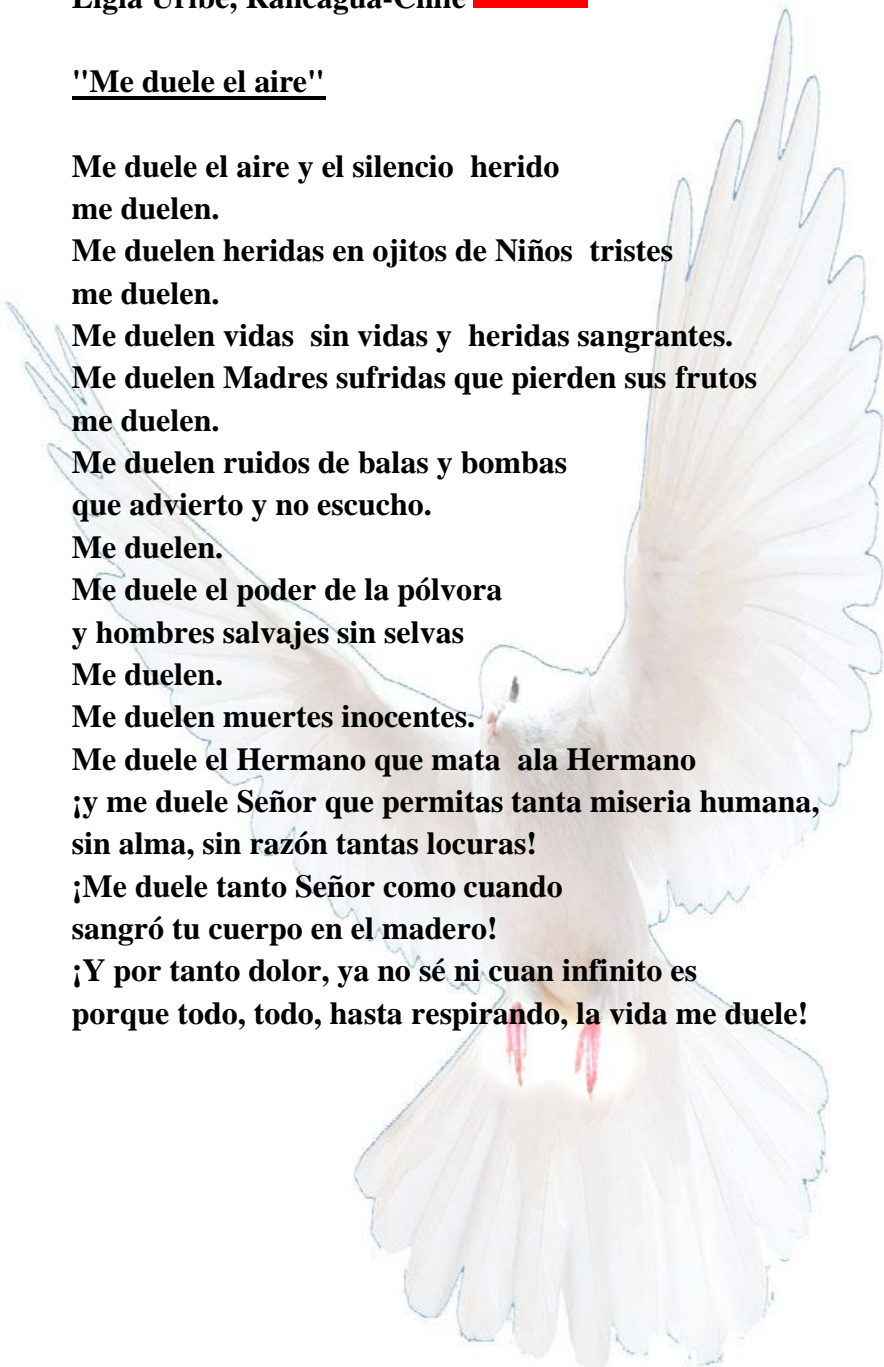 Ligia Uribe, Rancagua-Chile
"Me duele el aire"
Me duele el aire y el silencio herido
me duelen.
Me duelen heridas en ojitos de Niños tristes
me duelen.
Me duelen vidas sin vidas y heridas sangrantes.
Me duelen Madres sufridas que pierden sus frutos
me duelen.
Me duelen ruidos de balas y bombas
que advierto y no escucho.
Me duelen.
Me duele el poder de la pólvora
y hombres salvajes sin selvas
Me duelen.
Me duelen muertes inocentes.
Me duele el Hermano que mata ala Hermano
¡y me duele Señor que permitas tanta miseria humana,
sin alma, sin razón tantas locuras!
¡Me duele tanto Señor como cuando
sangró tu cuerpo en el madero!
¡Y por tanto dolor, ya no sé ni cuan infinito es
porque todo, todo, hasta respirando, la vida me duele!